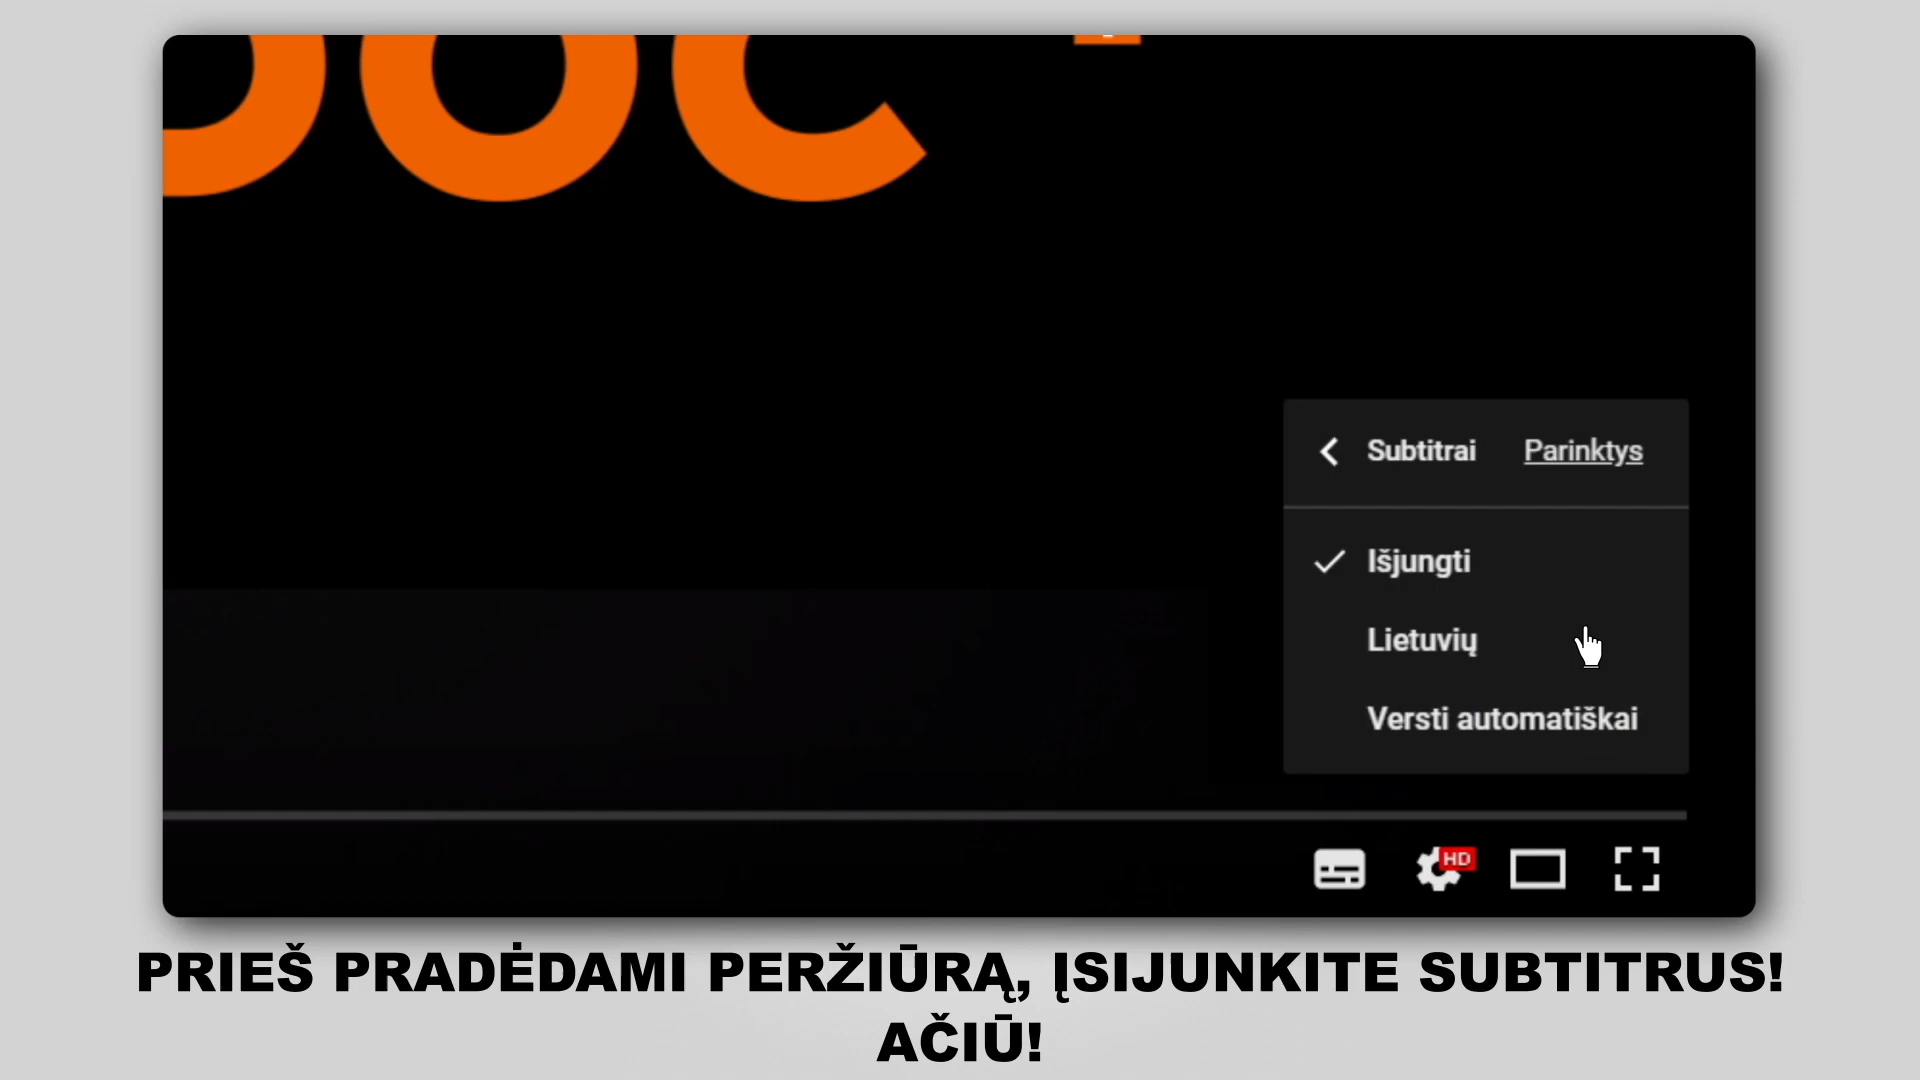 Subtitrai Parinktys
Išjungti
Lietuvių
Versti automatiškai
HD
PRIEŠ PRADĖDAMI PERŽIŪRĄ, ĮSIJUNKITE SUBTITRUS!
AČIŪ!